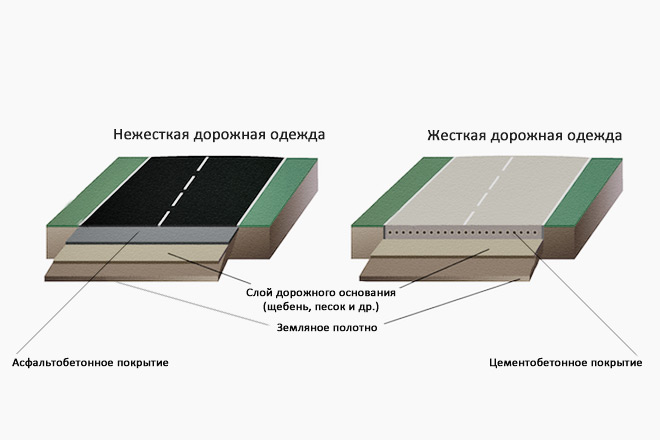 Нежесткая дорожная одежда
Жесткая дорожная одежда
Слой дорожного основания
(щебень, песок и др.)
Земляное полотно
Асфальтобетонное покрытие
Цементобетонное покрытие